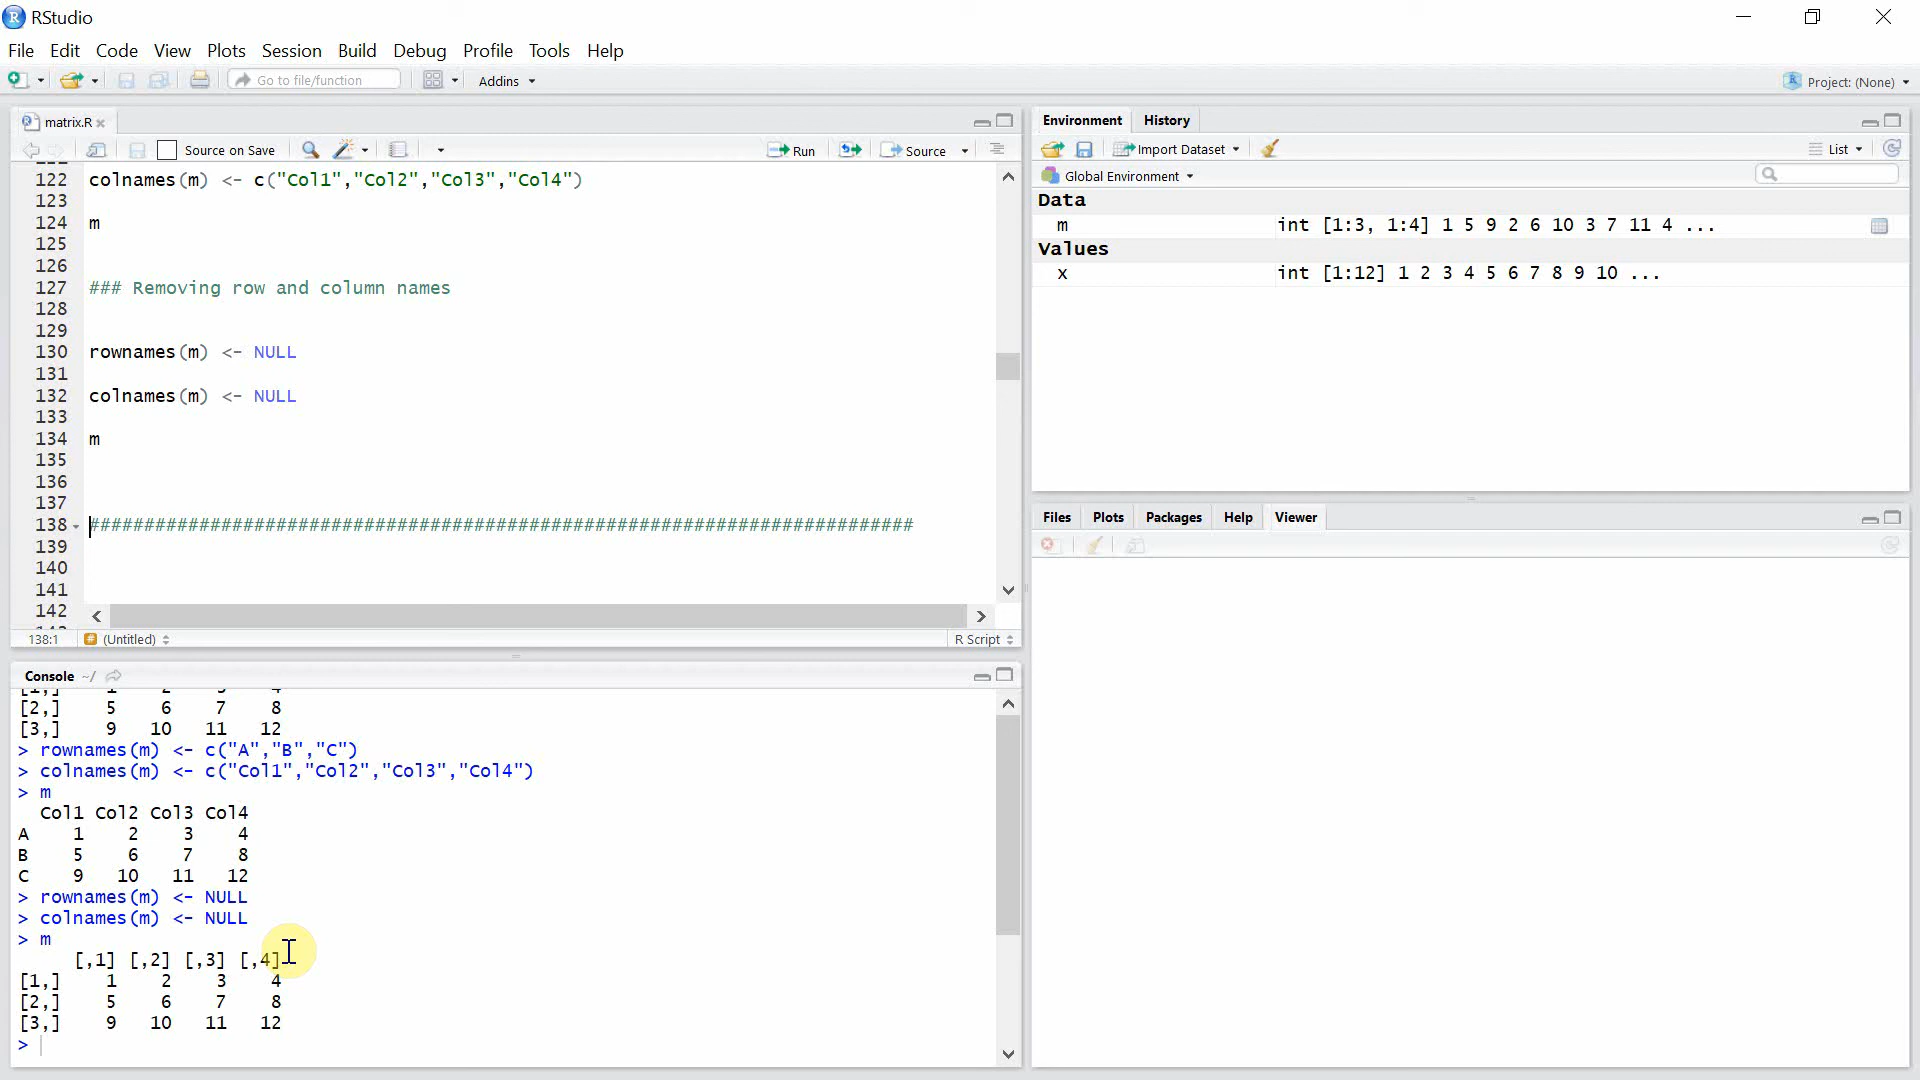 RStudio
File Edit Code View Plots Session Build Debug Profile Tools Help
Go to file/function Addins Project: (None)
matrix.R
Source on Save Run Source
122 colnames(m) <- c("Col1","Col2","Col3","Col4")
123
124 m
125
126
127 ### Removing row and column names
128
129
130 rownames(m) <- NULL
131
132 colnames(m) <- NULL
133
134 m
135
136
137
138 ###########################################################################
139
140
141
142
138:1 (Untitled) R Script
Console ~/
[2,] 5 6 7 8
[3,] 9 10 11 12
> rownames(m) <- c("A","B","C")
> colnames(m) <- c("Col1","Col2","Col3","Col4")
> m
Col1 Col2 Col3 Col4
A 1 2 3 4
B 5 6 7 8
C 9 10 11 12
> rownames(m) <- NULL
> colnames(m) <- NULL
> m
[,1] [,2] [,3] [,4]
[1,] 1 2 3 4
[2,] 5 6 7 8
[3,] 9 10 11 12
>
Environment History
Import Dataset List
Global Environment
Data
m int [1:3, 1:4] 1 5 9 2 6 10 3 7 11 4 ...
Values
x int [1:12] 1 2 3 4 5 6 7 8 9 10 ...
Files Plots Packages Help Viewer